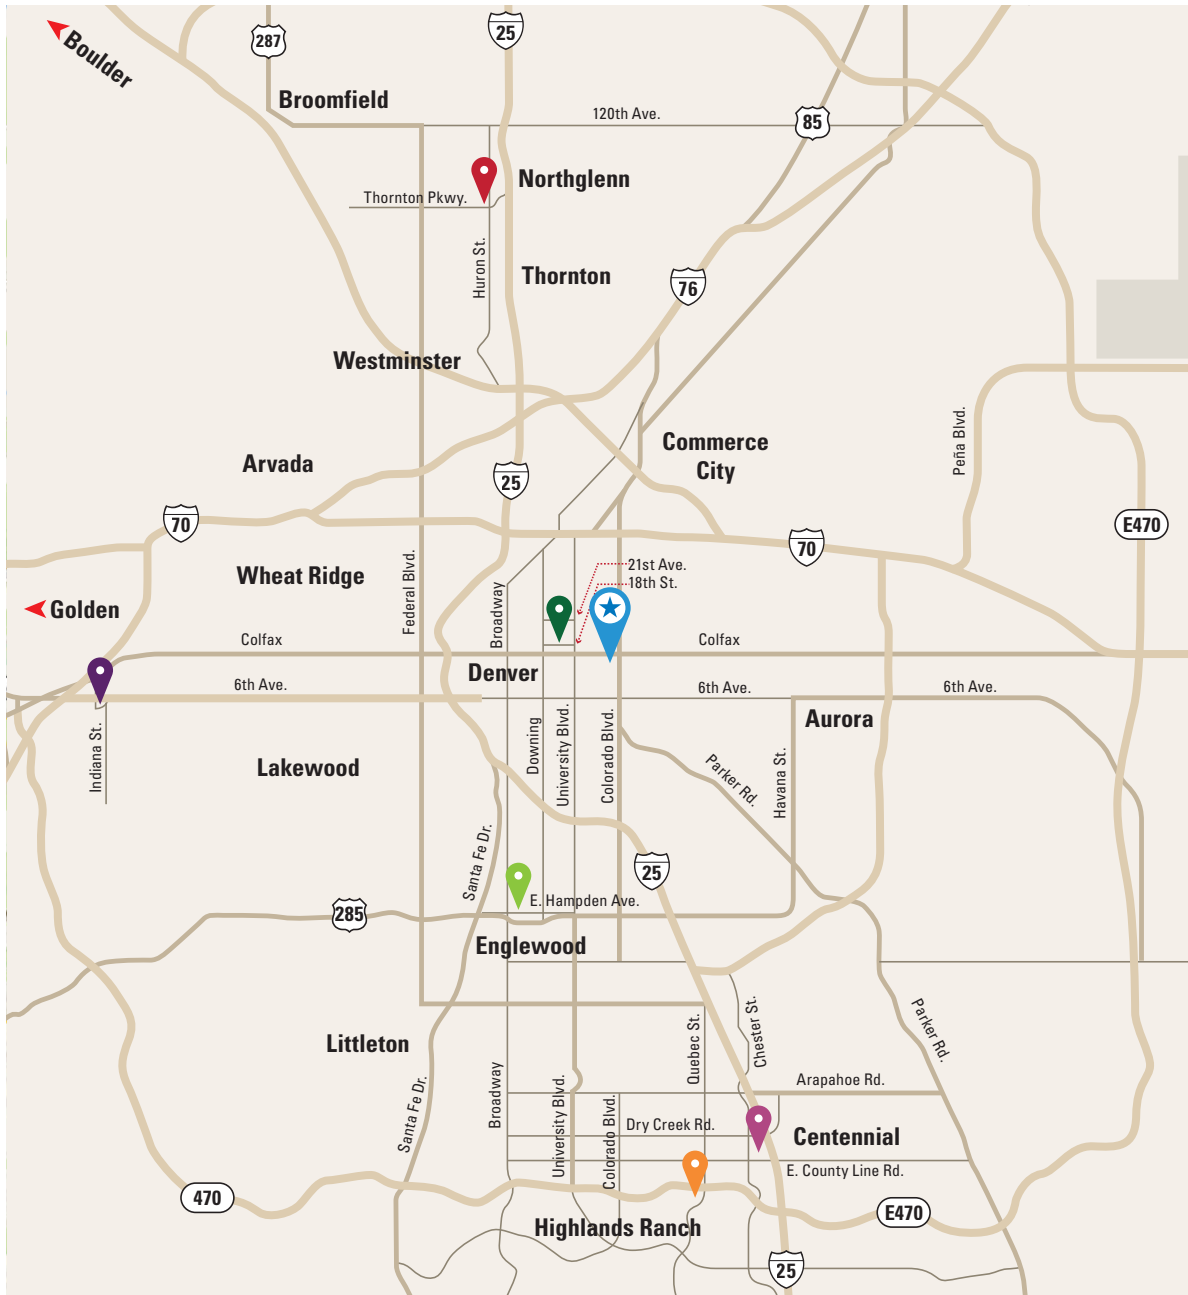 Boulder
287
25
Broomfield
120th Ave.
85
Northglenn
Thornton Pkwy.
Huron St.
Thornton
76
Westminster
Peña Blvd.
Commerce
City
Arvada
25
70
E470
70
Federal Blvd.
Wheat Ridge
21st Ave.
18th St.
Broadway
Golden
Colfax
Colfax
Denver
6th Ave.
6th Ave.
6th Ave.
Aurora
Indiana St.
Lakewood
Downing
University Blvd.
Colorado Blvd.
Parker Rd.
Havana St.
Santa Fe Dr.
25
E. Hampden Ave.
285
Englewood
Littleton
Quebec St.
Chester St.
Parker Rd.
Arapahoe Rd.
Broadway
Santa Fe Dr.
University Blvd.
Colorado Blvd.
Dry Creek Rd.
Centennial
E. County Line Rd.
470
E470
Highlands Ranch
25